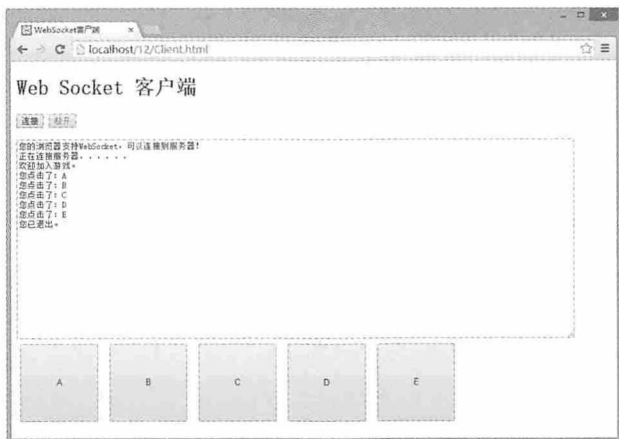 WebSocket客户端
localhost/12/Client.html
Web Socket 客户端
连接 断开
您的浏览器支持WebSocket，可以连接到服务器！
正在连接服务器......
欢迎加入游戏。
您点击了：A
您点击了：B
您点击了：C
您点击了：D
您点击了：E
您已退出。
A B C D E